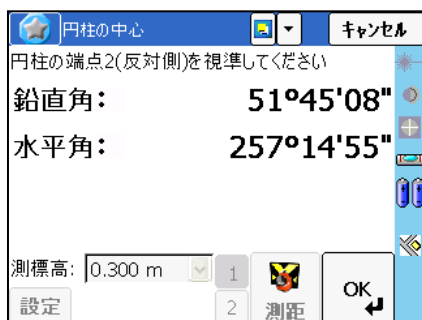 円柱の中心 キャンセル
円柱の端点2(反対側)を視準してください
鉛直角: 51°45'08"
水平角: 257°14'55"
測標高: 0.300 m 1
設定 2 測距 OK